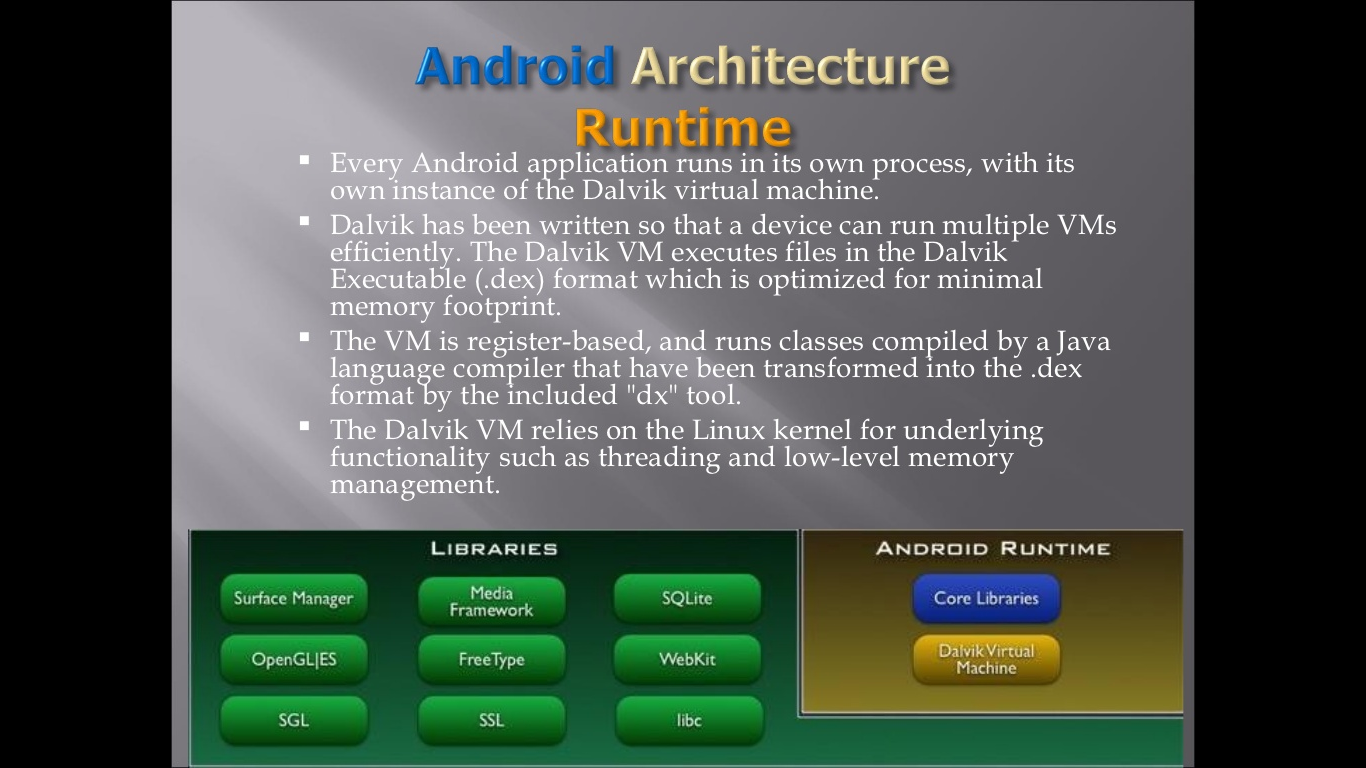 Android Architecture
Runtime
▪ Every Android application runs in its own process, with its
own instance of the Dalvik virtual machine.
▪ Dalvik has been written so that a device can run multiple VMs
efficiently. The Dalvik VM executes files in the Dalvik
Executable (.dex) format which is optimized for minimal
memory footprint.
▪ The VM is register-based, and runs classes compiled by a Java
language compiler that have been transformed into the .dex
format by the included "dx" tool.
▪ The Dalvik VM relies on the Linux kernel for underlying
functionality such as threading and low-level memory
management.
LIBRARIES
Surface Manager
Media
Framework
SQLite
OpenGL|ES
FreeType
WebKit
SGL
SSL
libc
ANDROID RUNTIME
Core Libraries
Dalvik Virtual
Machine